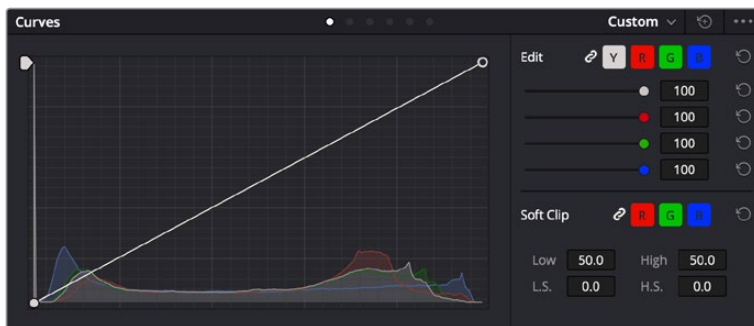 Curves Custom
Edit Y R G B
100
100
100
100
Soft Clip R G B
Low 50.0 High 50.0
L.S. 0.0 H.S. 0.0